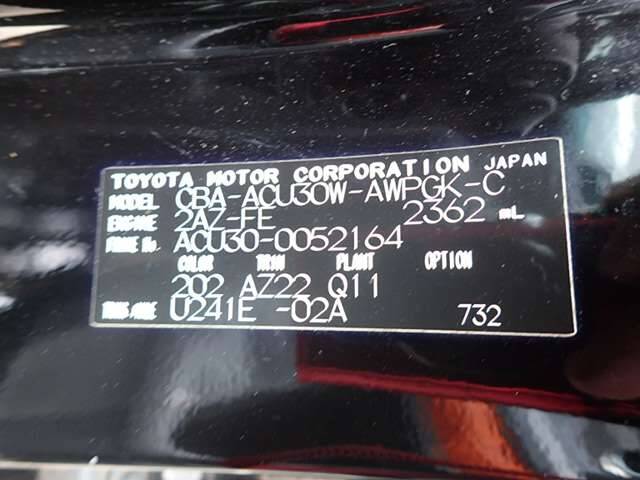 TOYOTA MOTOR CORPORATION JAPAN
MODEL CBA-ACU30W-AWPGK-C
ENGINE 2AZ-FE 2362 mL
FRAME No. ACU30-0052164
COLOR TRIM PLANT OPTION
202 AZ22 Q11
TRANS/AXLE U241E -02A 732